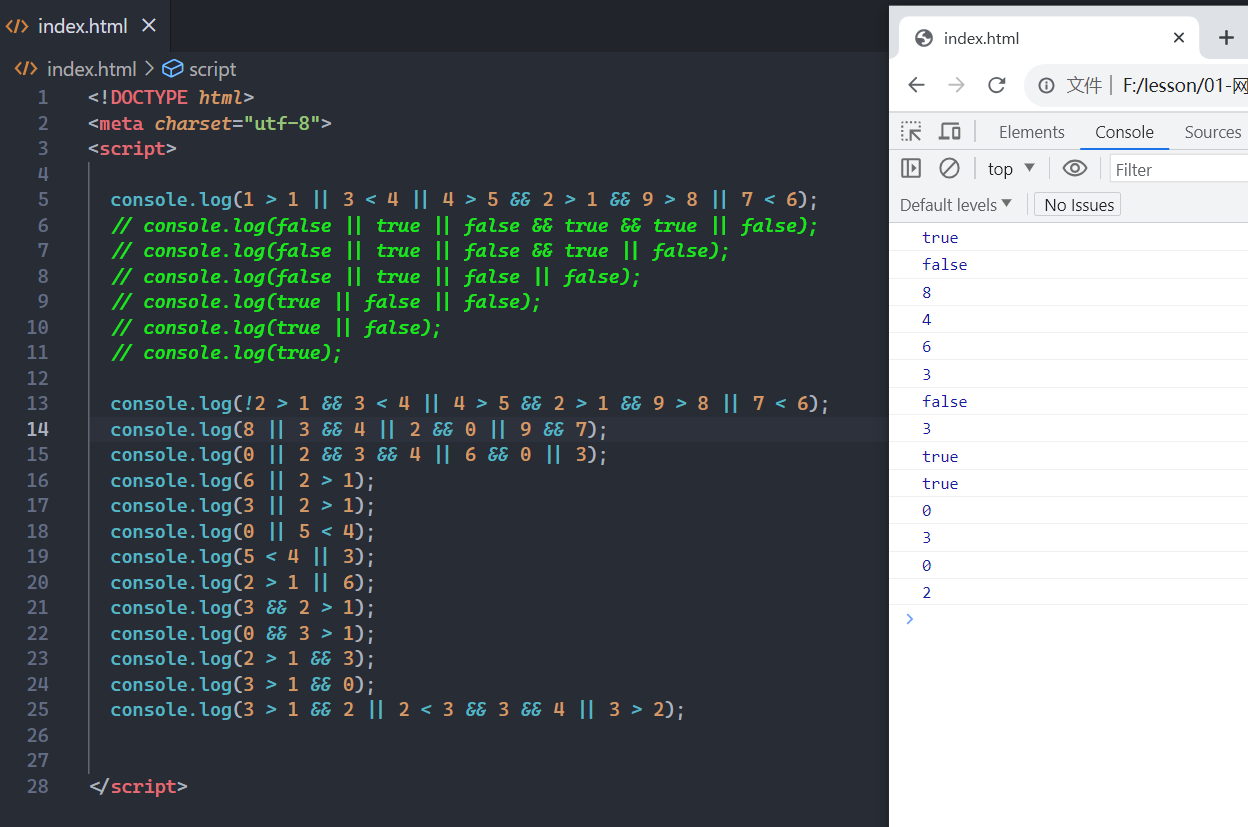 index.html
index.html > script
1 <!DOCTYPE html>
2 <meta charset="utf-8">
3 <script>
4
5 console.log(1 > 1 || 3 < 4 || 4 > 5 && 2 > 1 && 9 > 8 || 7 < 6);
6 // console.log(false || true || false && true && true || false);
7 // console.log(false || true || false && true || false);
8 // console.log(false || true || false || false);
9 // console.log(true || false || false);
10 // console.log(true || false);
11 // console.log(true);
12
13 console.log(!2 > 1 && 3 < 4 || 4 > 5 && 2 > 1 && 9 > 8 || 7 < 6);
14 console.log(8 || 3 && 4 || 2 && 0 || 9 && 7);
15 console.log(0 || 2 && 3 && 4 || 6 && 0 || 3);
16 console.log(6 || 2 > 1);
17 console.log(3 || 2 > 1);
18 console.log(0 || 5 < 4);
19 console.log(5 < 4 || 3);
20 console.log(2 > 1 || 6);
21 console.log(3 && 2 > 1);
22 console.log(0 && 3 > 1);
23 console.log(2 > 1 && 3);
24 console.log(3 > 1 && 0);
25 console.log(3 > 1 && 2 || 2 < 3 && 3 && 4 || 3 > 2);
26
27
28 </script>
index.html
文件 | F:/lesson/01-网
Elements Console Sources
top Filter
Default levels No Issues
true
false
8
4
6
3
false
3
true
true
0
3
0
2